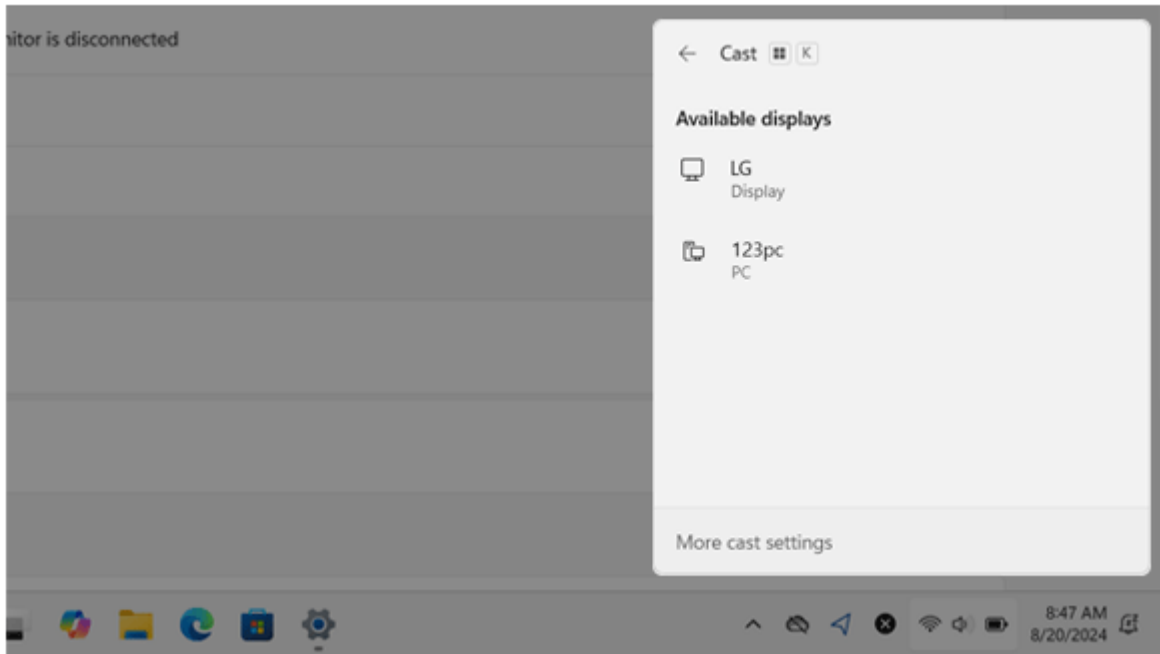 nitor is disconnected
Cast K
Available displays
LG
Display
123pc
PC
More cast settings
8:47 AM
8/20/2024